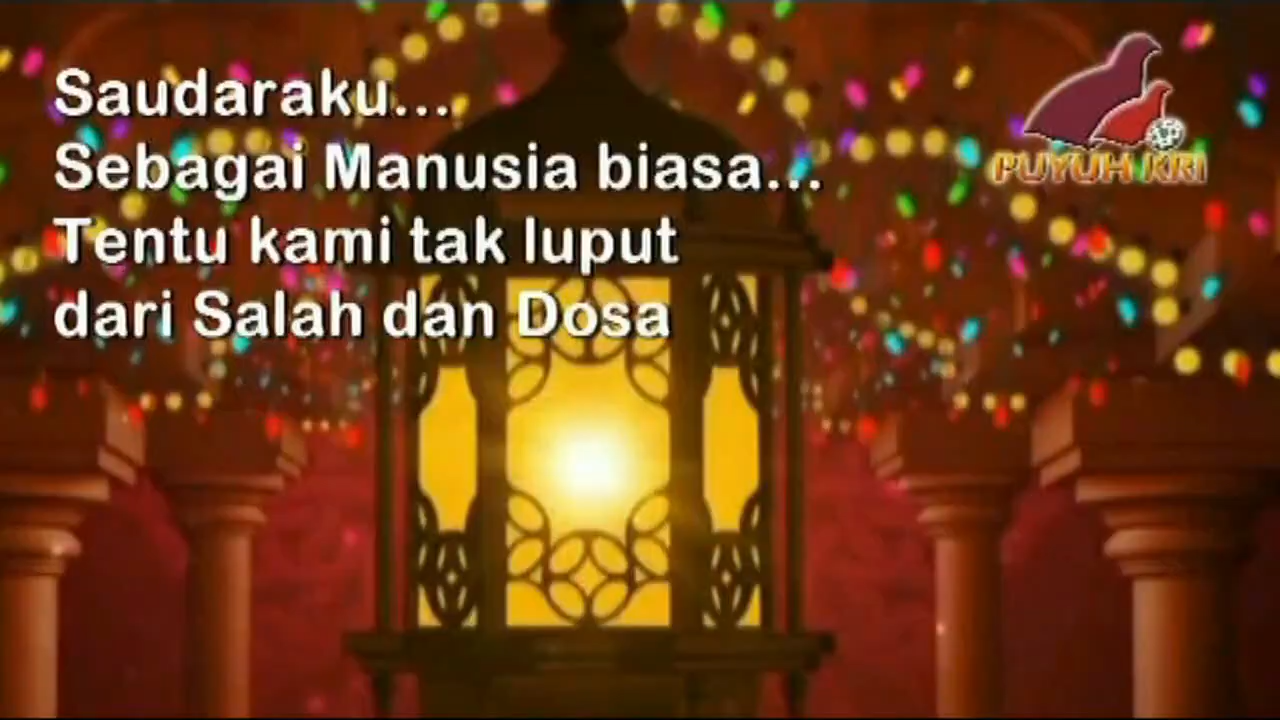 Saudaraku...
Sebagai Manusia biasa...
Tentu kami tak luput
dari Salah dan Dosa
PUYUH KRI